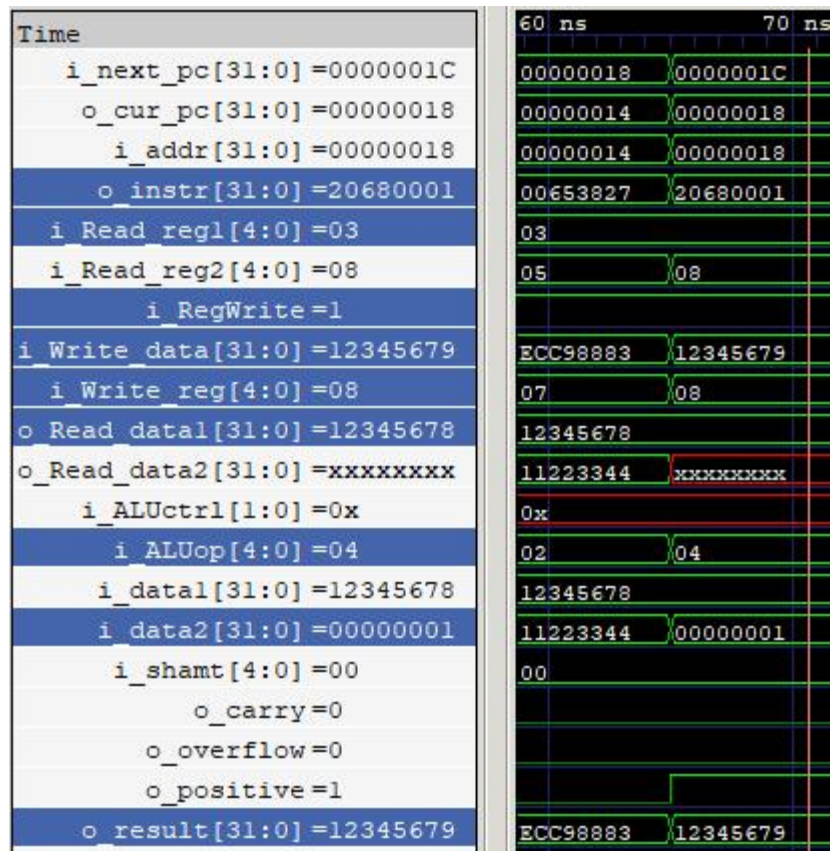 Time 60 ns 70 ns
i_next_pc[31:0]=0000001C 00000018 0000001C
o_cur_pc[31:0]=00000018 00000014 00000018
i_addr[31:0]=00000018 00000014 00000018
o_instr[31:0]=20680001 00653827 20680001
i_Read_reg1[4:0]=03 03
i_Read_reg2[4:0]=08 05 08
i_RegWrite=1
i_Write_data[31:0]=12345679 ECC98883 12345679
i_Write_reg[4:0]=08 07 08
o_Read_data1[31:0]=12345678 12345678
o_Read_data2[31:0]=xxxxxxxx 11223344 xxxxxxxx
i_ALUctrl[1:0]=0x 0x
i_ALUop[4:0]=04 02 04
i_data1[31:0]=12345678 12345678
i_data2[31:0]=00000001 11223344 00000001
i_shamt[4:0]=00 00
o_carry=0
o_overflow=0
o_positive=1
o_result[31:0]=12345679 ECC98883 12345679